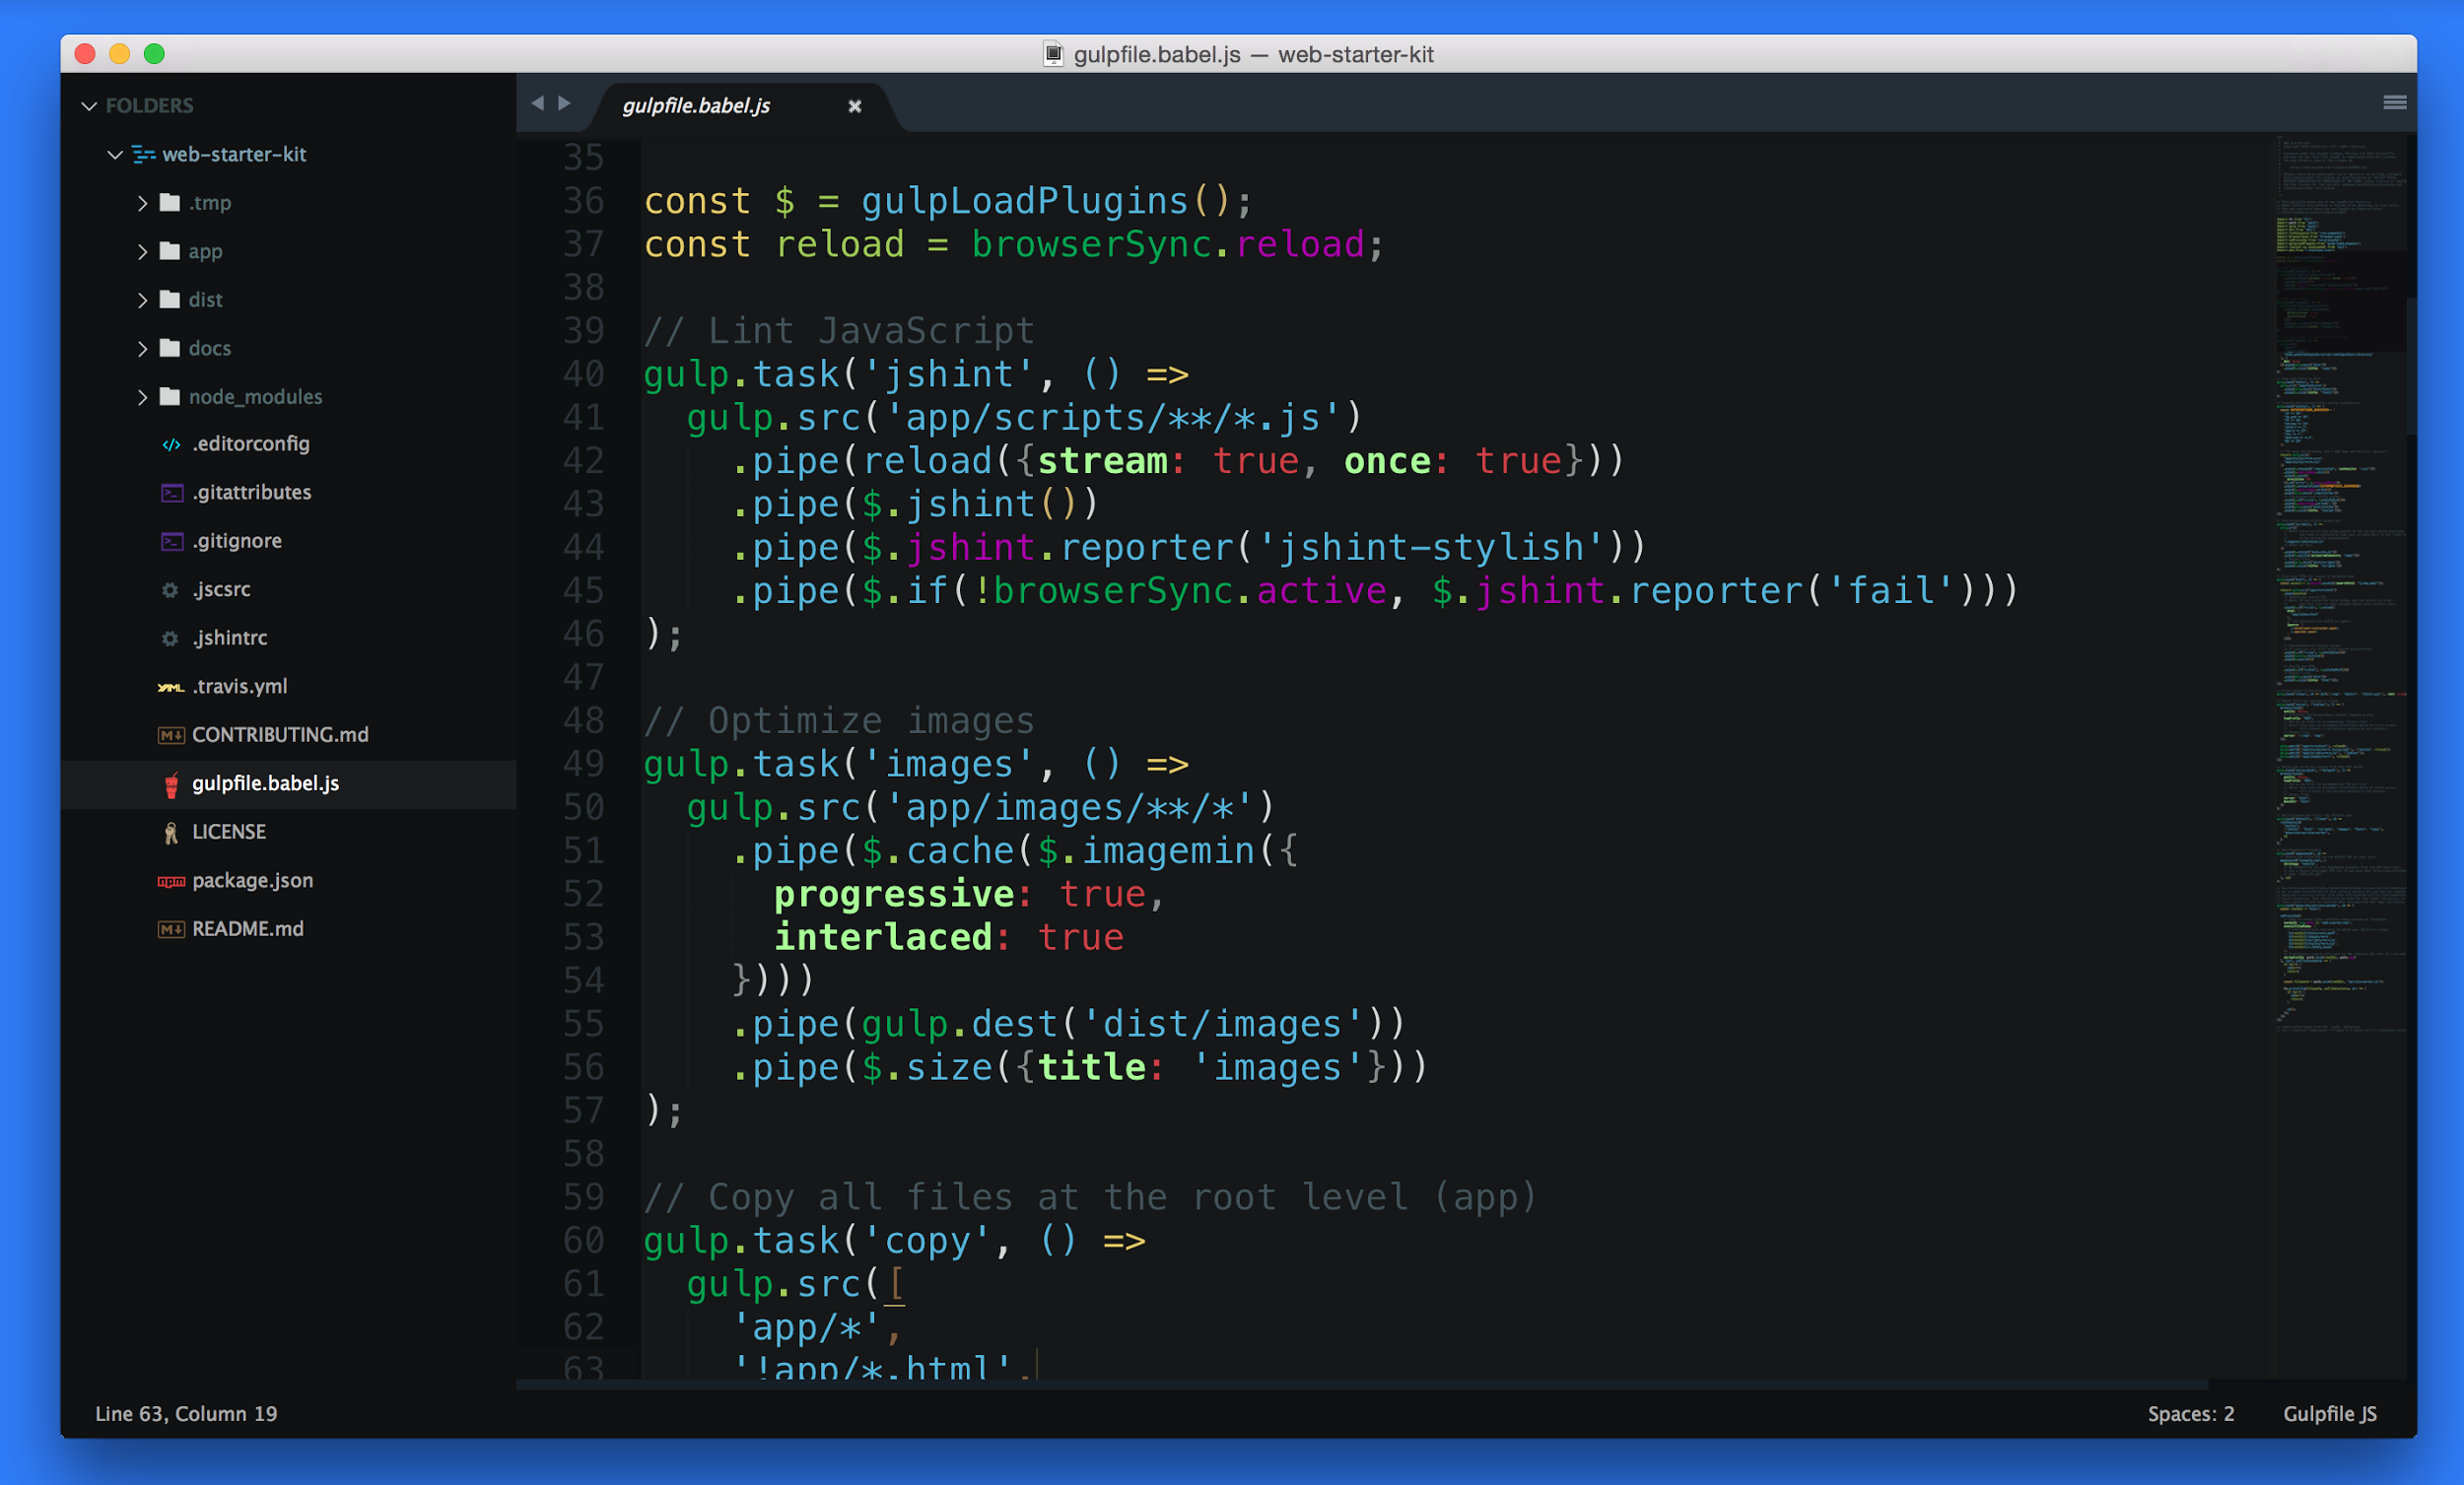 gulpfile.babel.js — web-starter-kit
FOLDERS
web-starter-kit
.tmp
app
dist
docs
node_modules
.editorconfig
.gitattributes
.gitignore
.jscsrc
.jshintrc
YAML .travis.yml
M↓ CONTRIBUTING.md
gulpfile.babel.js
LICENSE
npm package.json
M↓ README.md
gulpfile.babel.js
35
36 const $ = gulpLoadPlugins();
37 const reload = browserSync.reload;
38
39 // Lint JavaScript
40 gulp.task('jshint', () =>
41   gulp.src('app/scripts/**/*.js')
42     .pipe(reload({stream: true, once: true}))
43     .pipe($.jshint())
44     .pipe($.jshint.reporter('jshint-stylish'))
45     .pipe($.if(!browserSync.active, $.jshint.reporter('fail')))
46 );
47
48 // Optimize images
49 gulp.task('images', () =>
50   gulp.src('app/images/**/*')
51     .pipe($.cache($.imagemin({
52       progressive: true,
53       interlaced: true
54     })))
55     .pipe(gulp.dest('dist/images'))
56     .pipe($.size({title: 'images'}))
57 );
58
59 // Copy all files at the root level (app)
60 gulp.task('copy', () =>
61   gulp.src([
62     'app/*',
63     '!app/*.html',
Line 63, Column 19
Spaces: 2
Gulpfile JS